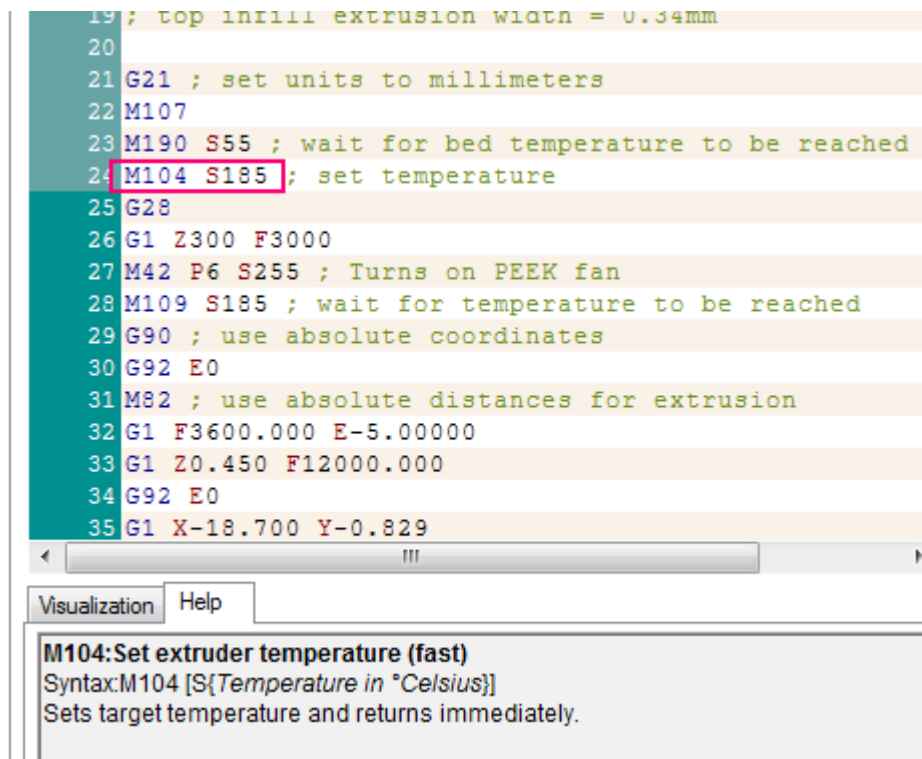 19 ; top infill extrusion width = 0.34mm
20
21 G21 ; set units to millimeters
22 M107
23 M190 S55 ; wait for bed temperature to be reached
24 M104 S185 ; set temperature
25 G28
26 G1 Z300 F3000
27 M42 P6 S255 ; Turns on PEEK fan
28 M109 S185 ; wait for temperature to be reached
29 G90 ; use absolute coordinates
30 G92 E0
31 M82 ; use absolute distances for extrusion
32 G1 F3600.000 E-5.00000
33 G1 Z0.450 F12000.000
34 G92 E0
35 G1 X-18.700 Y-0.829
Visualization Help
M104:Set extruder temperature (fast)
Syntax:M104 [S{Temperature in °Celsius}]
Sets target temperature and returns immediately.